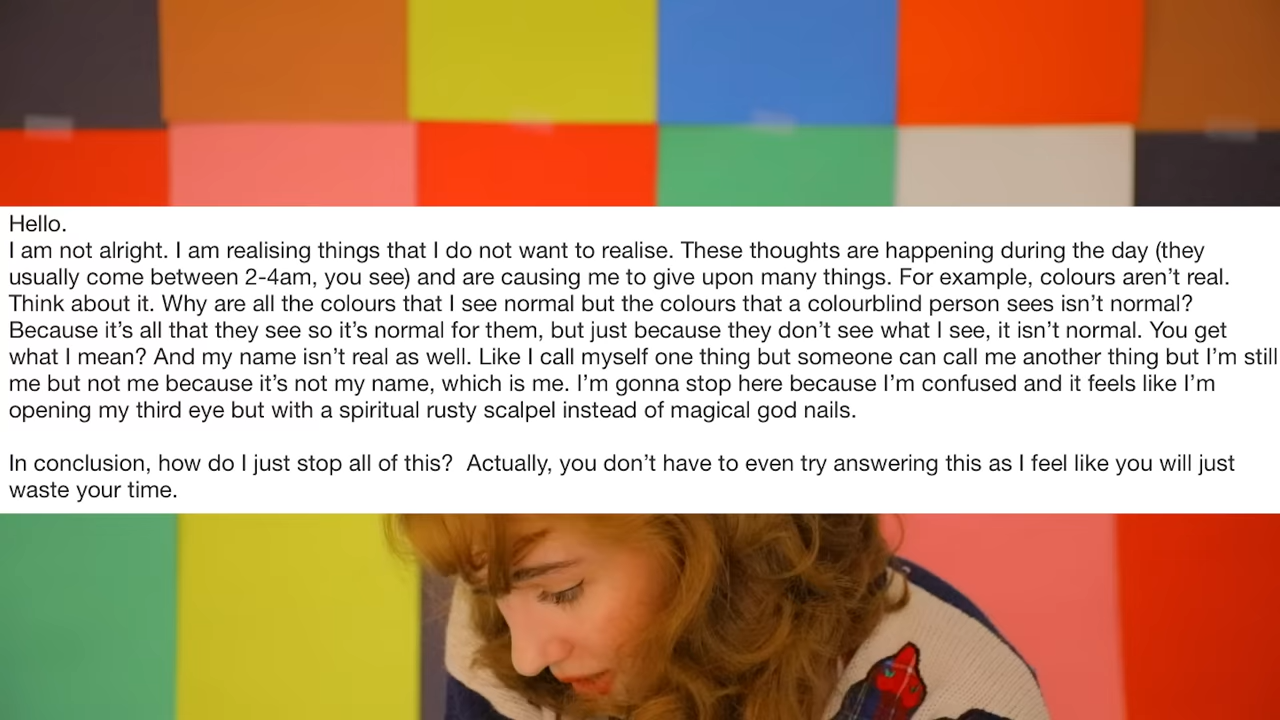 Hello.
I am not alright. I am realising things that I do not want to realise. These thoughts are happening during the day (they
usually come between 2-4am, you see) and are causing me to give upon many things. For example, colours aren’t real.
Think about it. Why are all the colours that I see normal but the colours that a colourblind person sees isn’t normal?
Because it’s all that they see so it’s normal for them, but just because they don’t see what I see, it isn’t normal. You get
what I mean? And my name isn’t real as well. Like I call myself one thing but someone can call me another thing but I’m still
me but not me because it’s not my name, which is me. I’m gonna stop here because I’m confused and it feels like I’m
opening my third eye but with a spiritual rusty scalpel instead of magical god nails.
In conclusion, how do I just stop all of this?  Actually, you don’t have to even try answering this as I feel like you will just
waste your time.